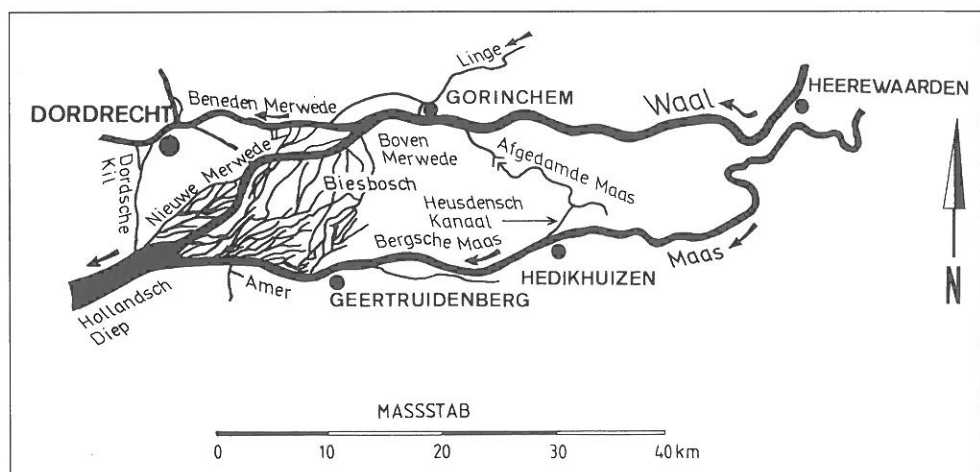 Linge
HEEREWAARDEN
DORDRECHT
Beneden Merwede
GORINCHEM
Waal
Dordsche
Kil
Nieuwe Merwede
Boven
Merwede
Afgedamde Maas
Biesbosch
Heusdensch
Kanaal
Bergsche Maas
Maas
HEDIKHUIZEN
Amer
GEERTRUIDENBERG
Hollandsch
Diep
N
MASSSTAB
0 10 20 30 40 km